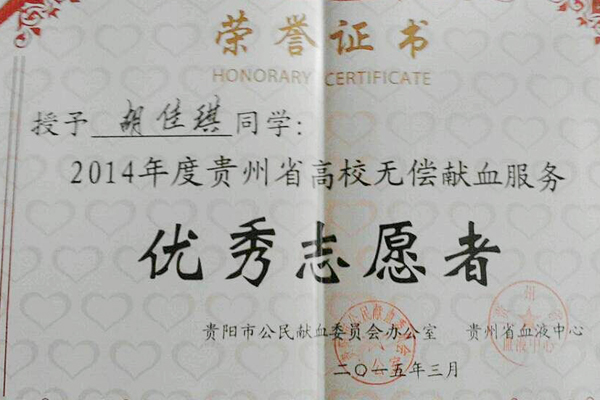 荣誉证书
HONORARY CERTIFICATE
授予 胡佳琪 同学:
2014年度贵州省高校无偿献血服务
优秀志愿者
贵阳市公民献血委员会办公室 贵州省血液中心
二〇一五年三月